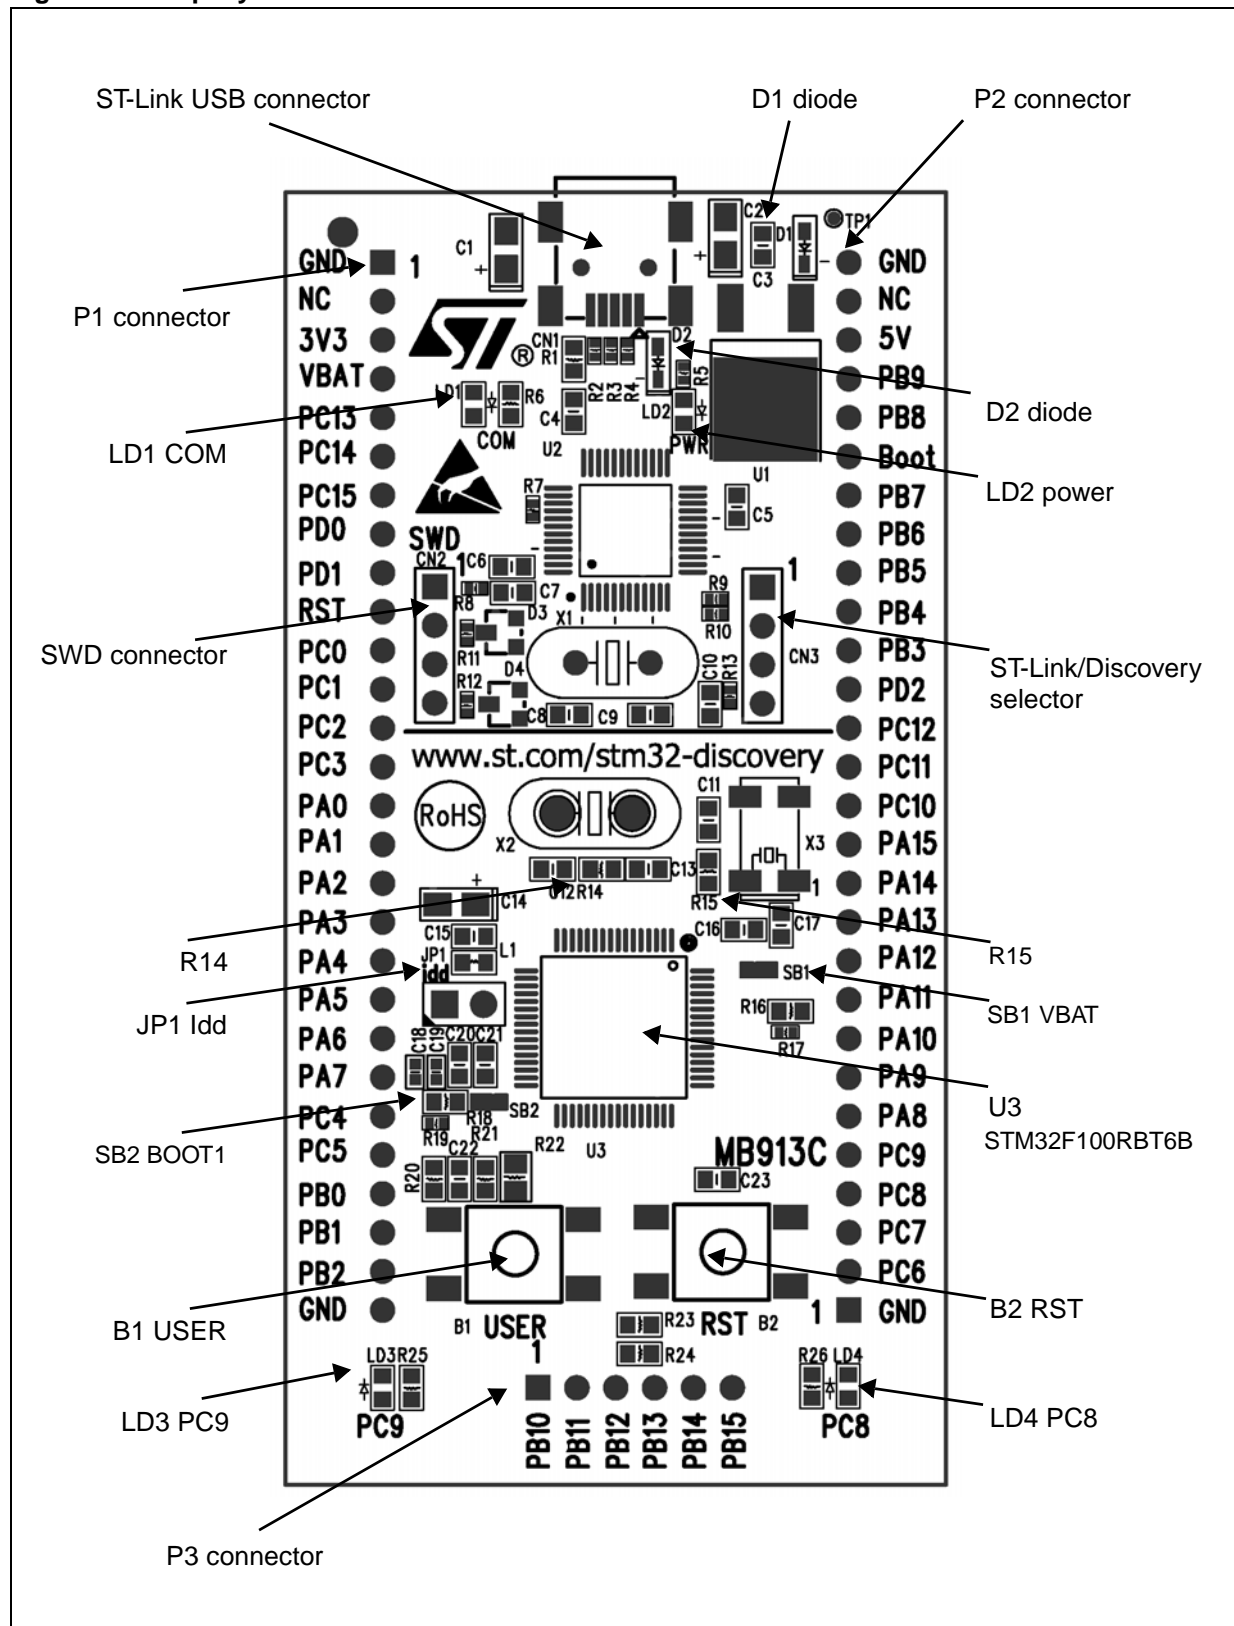 ST-Link USB connector
D1 diode
P2 connector
C2
D1
TP1
C1
+
+
C3
-
GND
1
GND
NC
NC
P1 connector
3V3
ST
®
CN1
R1
D2
5V
VBAT
R2
R3
R4
R5
PB9
LD1
R6
LD2
D2 diode
PC13
C4
PB8
LD1 COM
COM
U2
PWR
PC14
Boot
U1
LD2 power
PC15
R7
C5
PB7
PD0
SWD
PB6
CN2
1
C6
1
PD1
PB5
R8
C7
R9
RST
D3
X1
R10
PB4
SWD connector
PC0
R11
D4
C10
R13
CN3
PB3
ST-Link/Discovery
selector
PC1
R12
PD2
PC2
C8
C9
PC12
www.st.com/stm32-discovery
PC3
PC11
C11
PA0
RoHS
PC10
PA1
X2
X3
PA15
PA2
C12
R14
C13
1
PA14
C14
+
R15
PA3
C15
C16
C17
PA13
R14
PA4
JP1
Idd
L1
SB1
PA12
R15
JP1 Idd
PA5
R16
PA11
SB1 VBAT
PA6
C18
C19
C20
C21
R17
PA10
PA7
PA9
U3
STM32F100RBT6B
PC4
R19
R18
SB2
PA8
SB2 BOOT1
PC5
R20
C22
R21
R22
U3
MB913C
PC9
C23
PB0
PC8
PB1
PC7
PB2
PC6
GND
1
GND
B1 USER
B1
USER
R23
RST
B2
B2 RST
1
R24
LD3
R25
R26
LD4
LD3 PC9
PC9
PB10
PB11
PB12
PB13
PB14
PB15
PC8
LD4 PC8
P3 connector